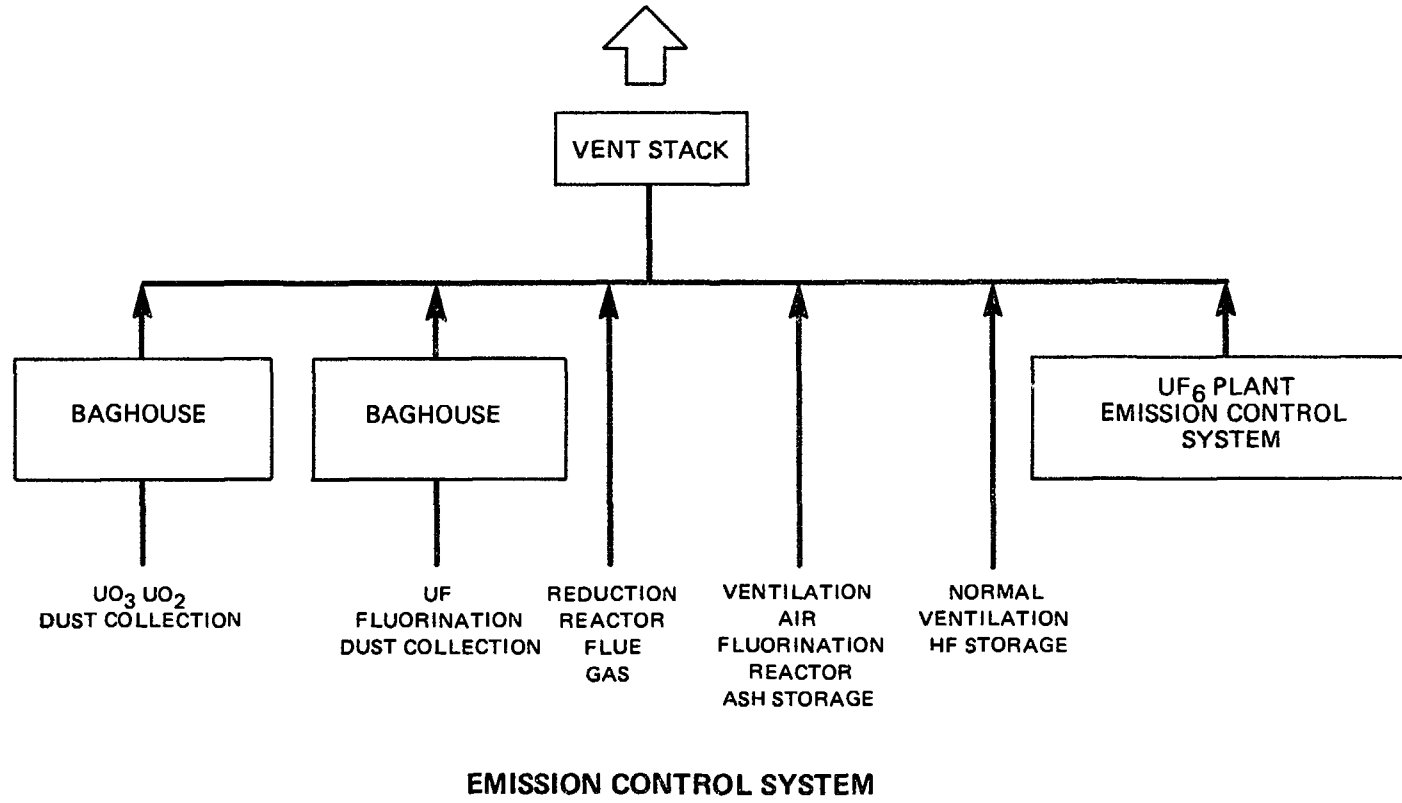 VENT STACK
BAGHOUSE
BAGHOUSE
UF₆ PLANT
EMISSION CONTROL
SYSTEM
UO₃ UO₂
DUST COLLECTION
UF
FLUORINATION
DUST COLLECTION
REDUCTION
REACTOR
FLUE
GAS
VENTILATION
AIR
FLUORINATION
REACTOR
ASH STORAGE
NORMAL
VENTILATION
HF STORAGE
EMISSION CONTROL SYSTEM